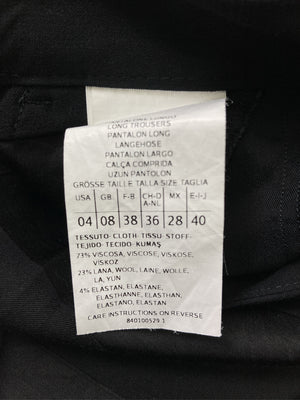 PANTALONE LUNGO
LONG TROUSERS
PANTALON LONG
LANGEHOSE
PANTALON LARGO
CALÇA COMPRIDA
UZUN PANTOLON
GRÖSSE TAILLE TALLA SIZE TAGLIA
USA GB F-B CH-D A-NL MX E-I-J
04 08 38 36 28 40
TESSUTO-CLOTH-TISSU-STOFF-
TEJIDO-TECIDO-KUMAŞ
73% VISCOSA, VISCOSE, VISKOSE,
VISKOZ
23% LANA, WOOL, LAINE, WOLLE,
LA, YUN
4% ELASTAN, ELASTANE,
ELASTHANNE, ELASTHAN,
ELASTANO, ELASTAN
CARE INSTRUCTIONS ON REVERSE
840100529.1